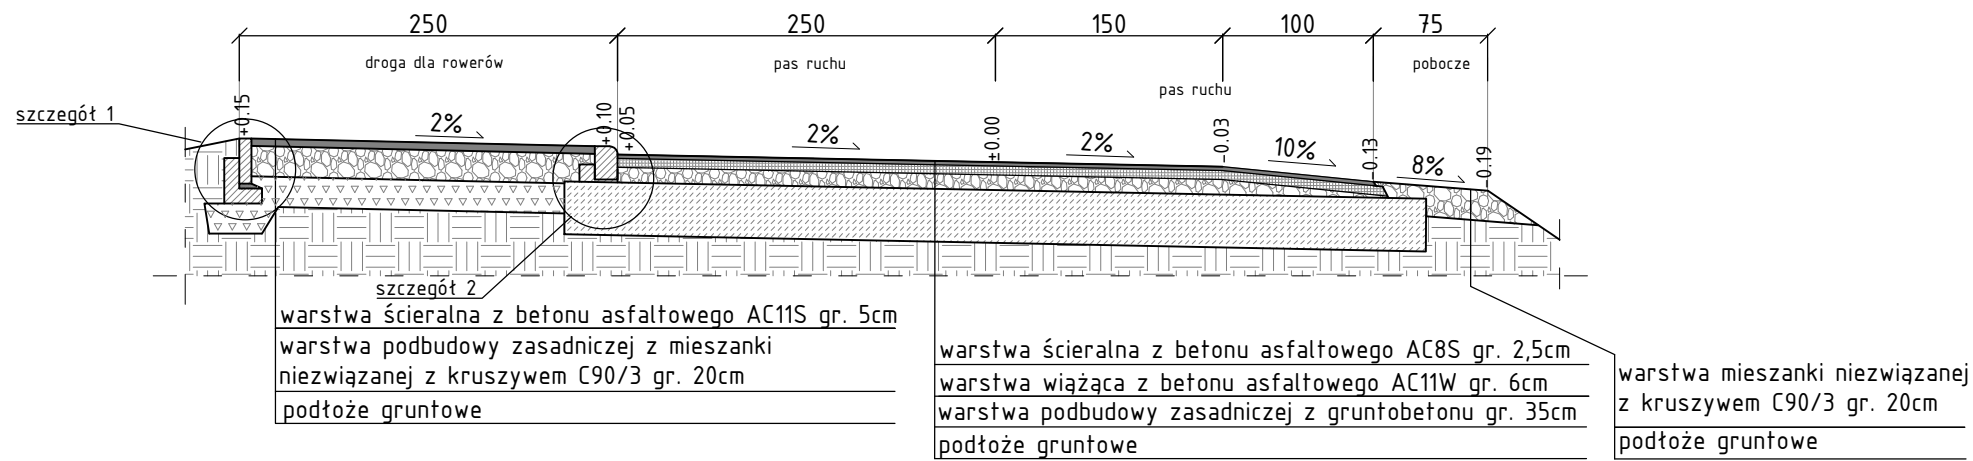 250 250 150 100 75
droga dla rowerów pas ruchu pobocze
pas ruchu
szczegół 1
+0.15 +0.10 +0.05 ±0.00 -0.03 -0.13 -0.19
2% 2% 2% 10% 8%
szczegół 2
warstwa ścieralna z betonu asfaltowego AC11S gr. 5cm
warstwa podbudowy zasadniczej z mieszanki
niezwiązanej z kruszywem C90/3 gr. 20cm
podłoże gruntowe
warstwa ścieralna z betonu asfaltowego AC8S gr. 2,5cm
warstwa wiążąca z betonu asfaltowego AC11W gr. 6cm
warstwa podbudowy zasadniczej z gruntobetonu gr. 35cm
podłoże gruntowe
warstwa mieszanki niezwiązanej
z kruszywem C90/3 gr. 20cm
podłoże gruntowe